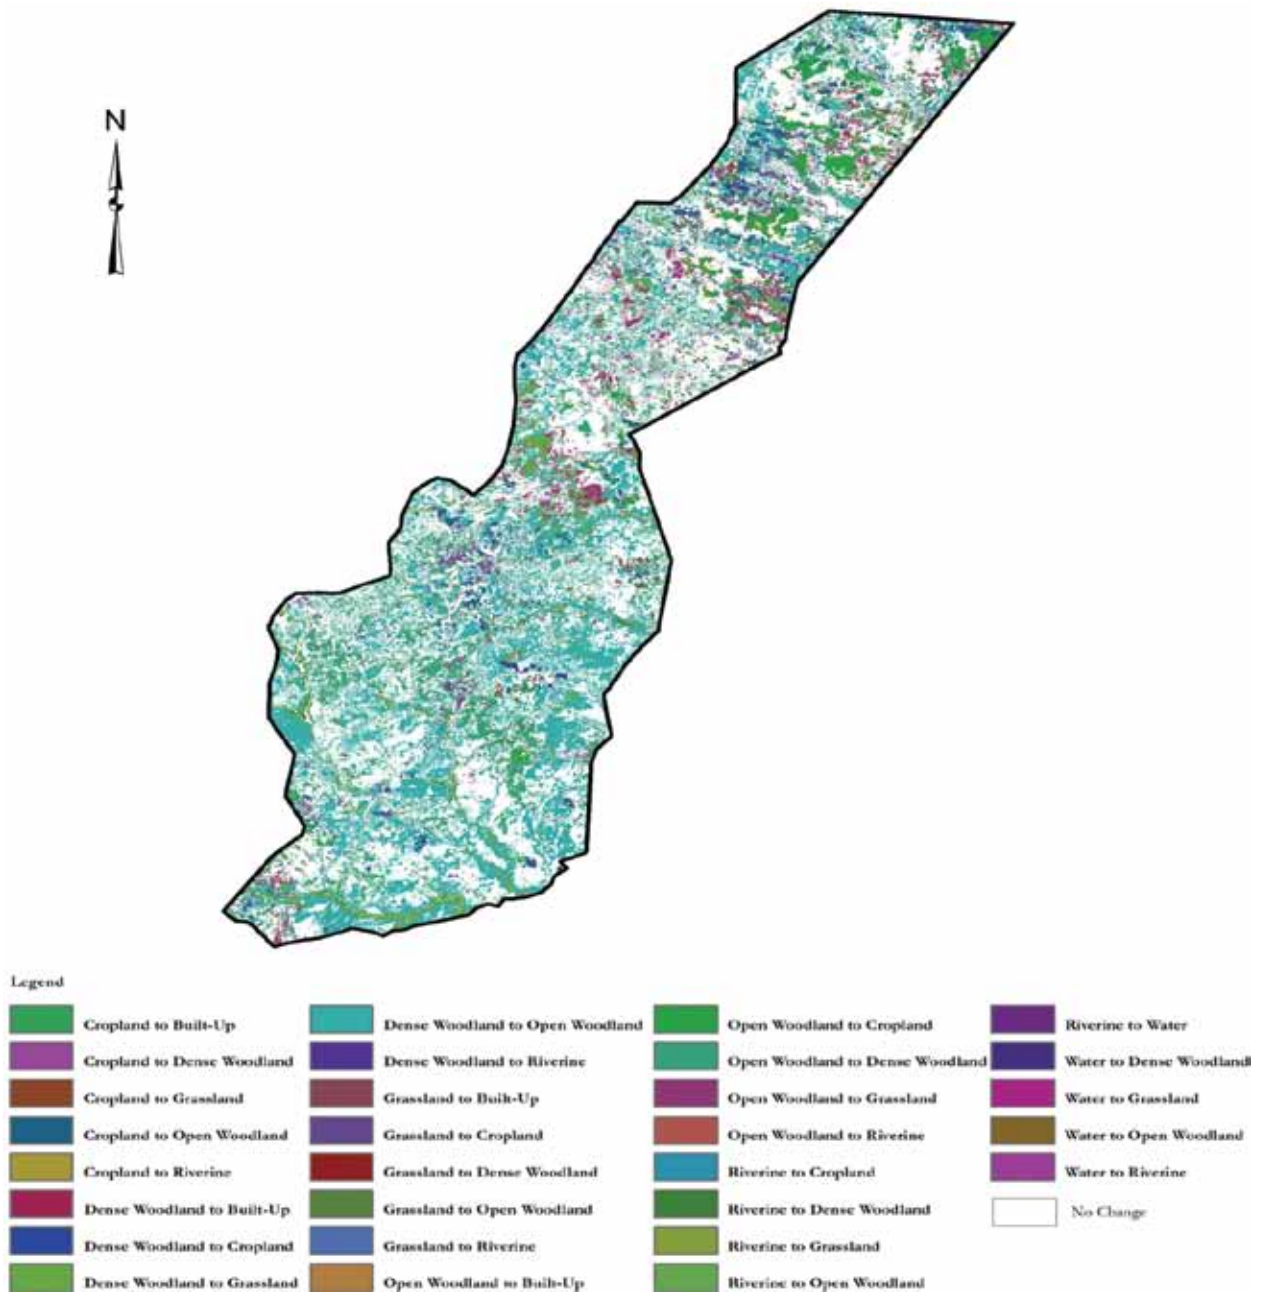 N
Legend
Cropland to Built-Up
Cropland to Dense Woodland
Cropland to Grassland
Cropland to Open Woodland
Cropland to Riverine
Dense Woodland to Built-Up
Dense Woodland to Cropland
Dense Woodland to Grassland
Dense Woodland to Open Woodland
Dense Woodland to Riverine
Grassland to Built-Up
Grassland to Cropland
Grassland to Dense Woodland
Grassland to Open Woodland
Grassland to Riverine
Open Woodland to Built-Up
Open Woodland to Cropland
Open Woodland to Dense Woodland
Open Woodland to Grassland
Open Woodland to Riverine
Riverine to Cropland
Riverine to Dense Woodland
Riverine to Grassland
Riverine to Open Woodland
Riverine to Water
Water to Dense Woodland
Water to Grassland
Water to Open Woodland
Water to Riverine
No Change